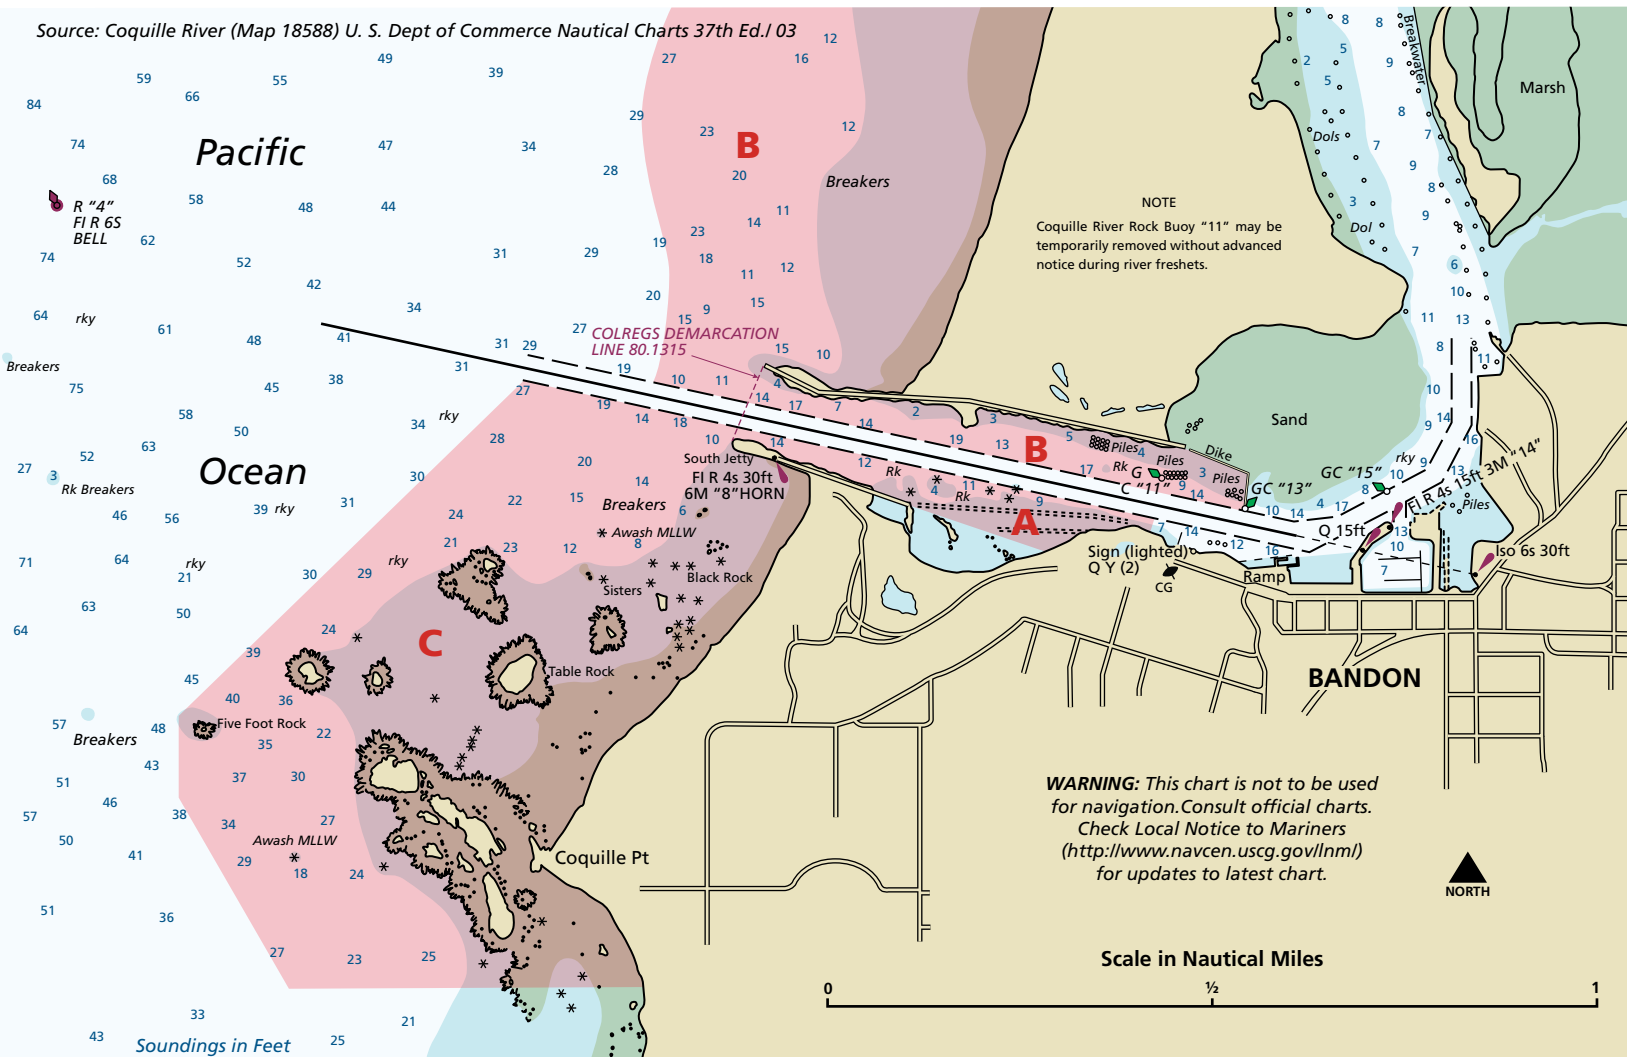 Source: Coquille River (Map 18588) U. S. Dept of Commerce Nautical Charts 37th Ed./ 03
Pacific
Ocean
R “4”
Fl R 6S
BELL
rky
Breakers
Rk Breakers
rky
rky
rky
rky
Breakers
B
Breakers
COLREGS DEMARCATION
LINE 80.1315
NOTE
Coquille River Rock Buoy “11” may be
temporarily removed without advanced
notice during river freshets.
Breakwater
Marsh
Dols
Dol
Sand
Dike
B
Piles
Piles
Piles
Rk
G
C “11”
GC “13”
GC “15”
rky
Fl R 4s 15ft 3M “14”
Piles
Q 15ft
Iso 6s 30ft
South Jetty
Fl R 4s 30ft
6M “8”HORN
Rk
Rk
A
Sign (lighted)
Q Y (2)
CG
Ramp
BANDON
Breakers
Awash MLLW
Sisters
Black Rock
Table Rock
C
Five Foot Rock
Awash MLLW
Coquille Pt
WARNING: This chart is not to be used
for navigation.Consult official charts.
Check Local Notice to Mariners
(http://www.navcen.uscg.gov/lnm/)
for updates to latest chart.
NORTH
Scale in Nautical Miles
0 ½ 1
Soundings in Feet